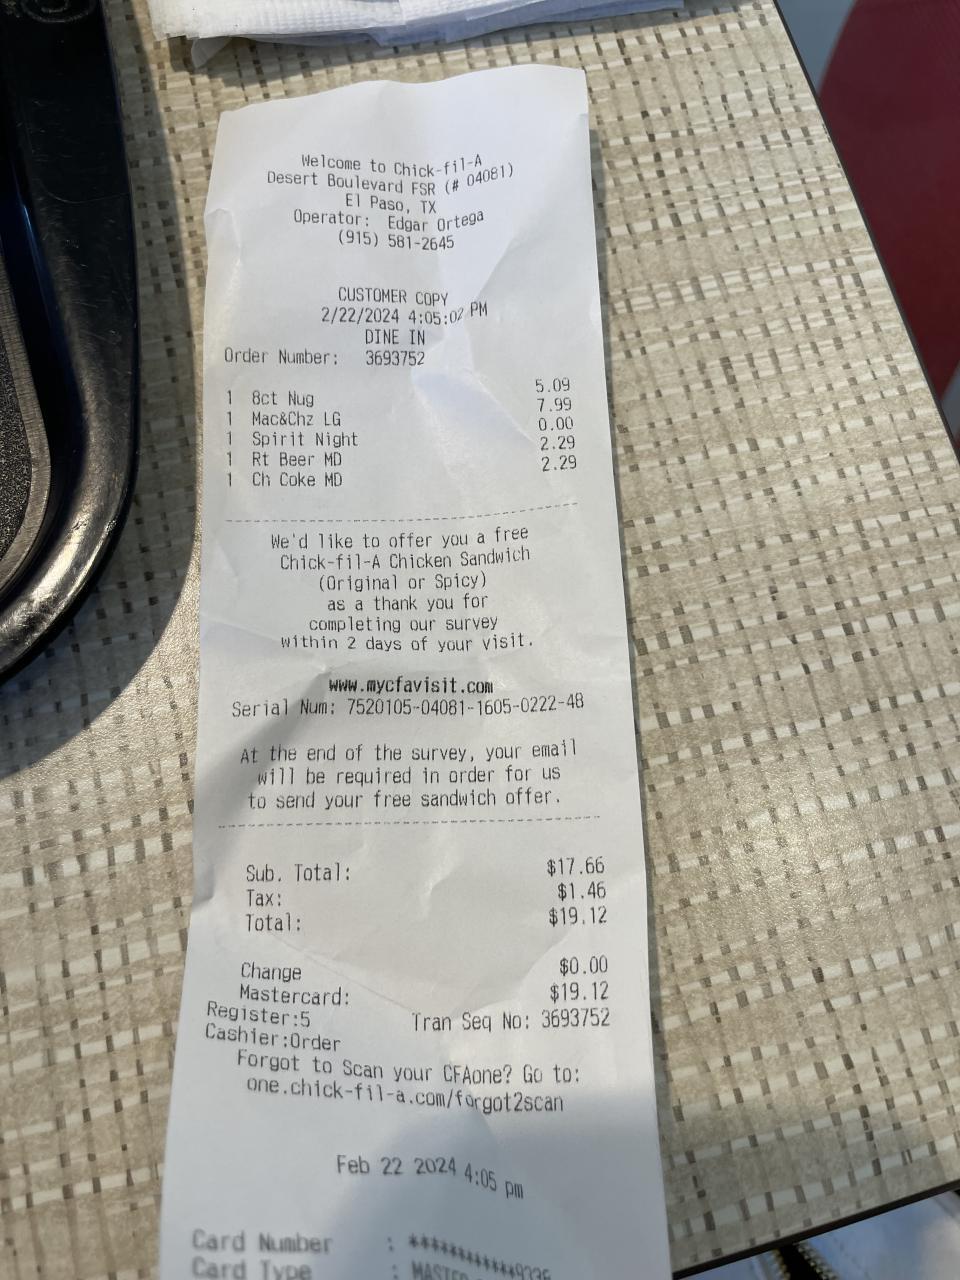 Welcome to Chick-fil-A
Desert Boulevard FSR (# 04081)
El Paso, TX
Operator: Edgar Ortega
(915) 581-2645
CUSTOMER COPY
2/22/2024 4:05:02 PM
DINE IN
Order Number: 3693752
1 8ct Nug 5.09
1 Mac&Chz LG 7.99
1 Spirit Night 0.00
1 Rt Beer MD 2.29
1 Ch Coke MD 2.29
We'd like to offer you a free
Chick-fil-A Chicken Sandwich
(Original or Spicy)
as a thank you for
completing our survey
within 2 days of your visit.
www.mycfavisit.com
Serial Num: 7520105-04081-1605-0222-48
At the end of the survey, your email
will be required in order for us
to send your free sandwich offer.
Sub. Total: $17.66
Tax: $1.46
Total: $19.12
Change $0.00
Mastercard: $19.12
Register:5 Tran Seq No: 3693752
Cashier:Order
Forgot to Scan your CFAone? Go to:
one.chick-fil-a.com/forgot2scan
Feb 22 2024 4:05 pm
Card Number :
Card Type :